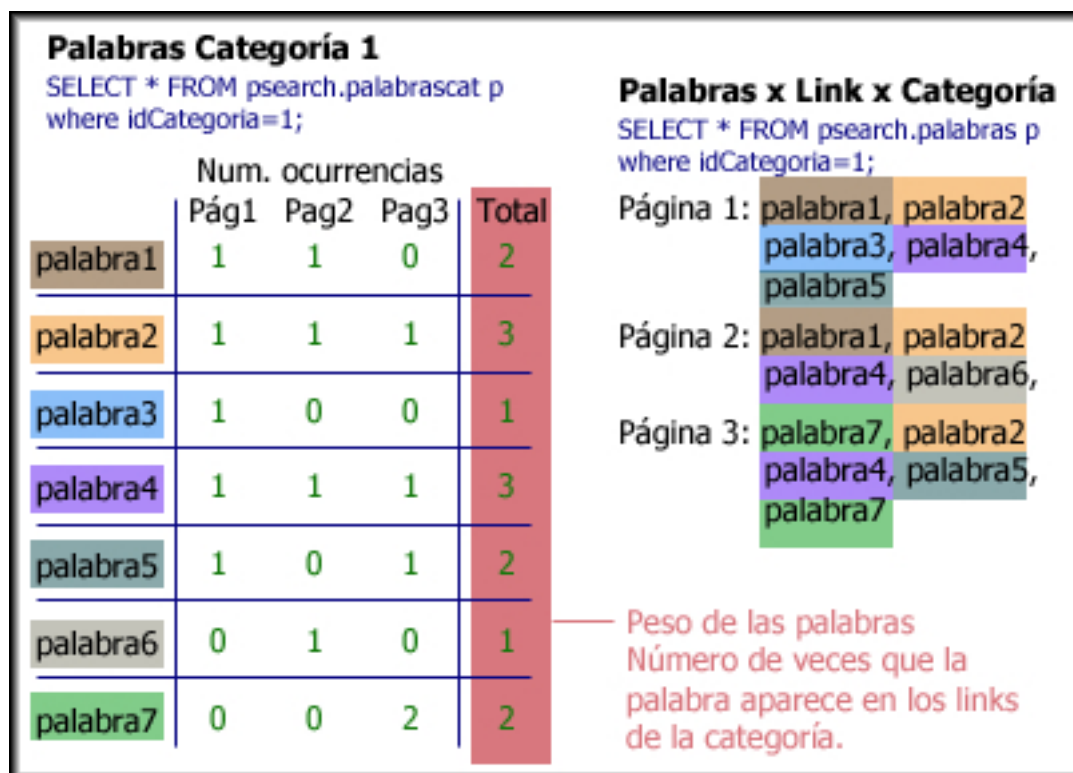 Palabras Categoría 1
SELECT * FROM psearch.palabrascat p
where idCategoria=1;
Num. ocurrencias
Pág1 Pag2 Pag3 Total
palabra1 1 1 0 2
palabra2 1 1 1 3
palabra3 1 0 0 1
palabra4 1 1 1 3
palabra5 1 0 1 2
palabra6 0 1 0 1
palabra7 0 0 2 2
Palabras x Link x Categoría
SELECT * FROM psearch.palabras p
where idCategoria=1;
Página 1: palabra1, palabra2
palabra3, palabra4,
palabra5
Página 2: palabra1, palabra2
palabra4, palabra6,
Página 3: palabra7, palabra2
palabra4, palabra5,
palabra7
Peso de las palabras
Número de veces que la
palabra aparece en los links
de la categoría.